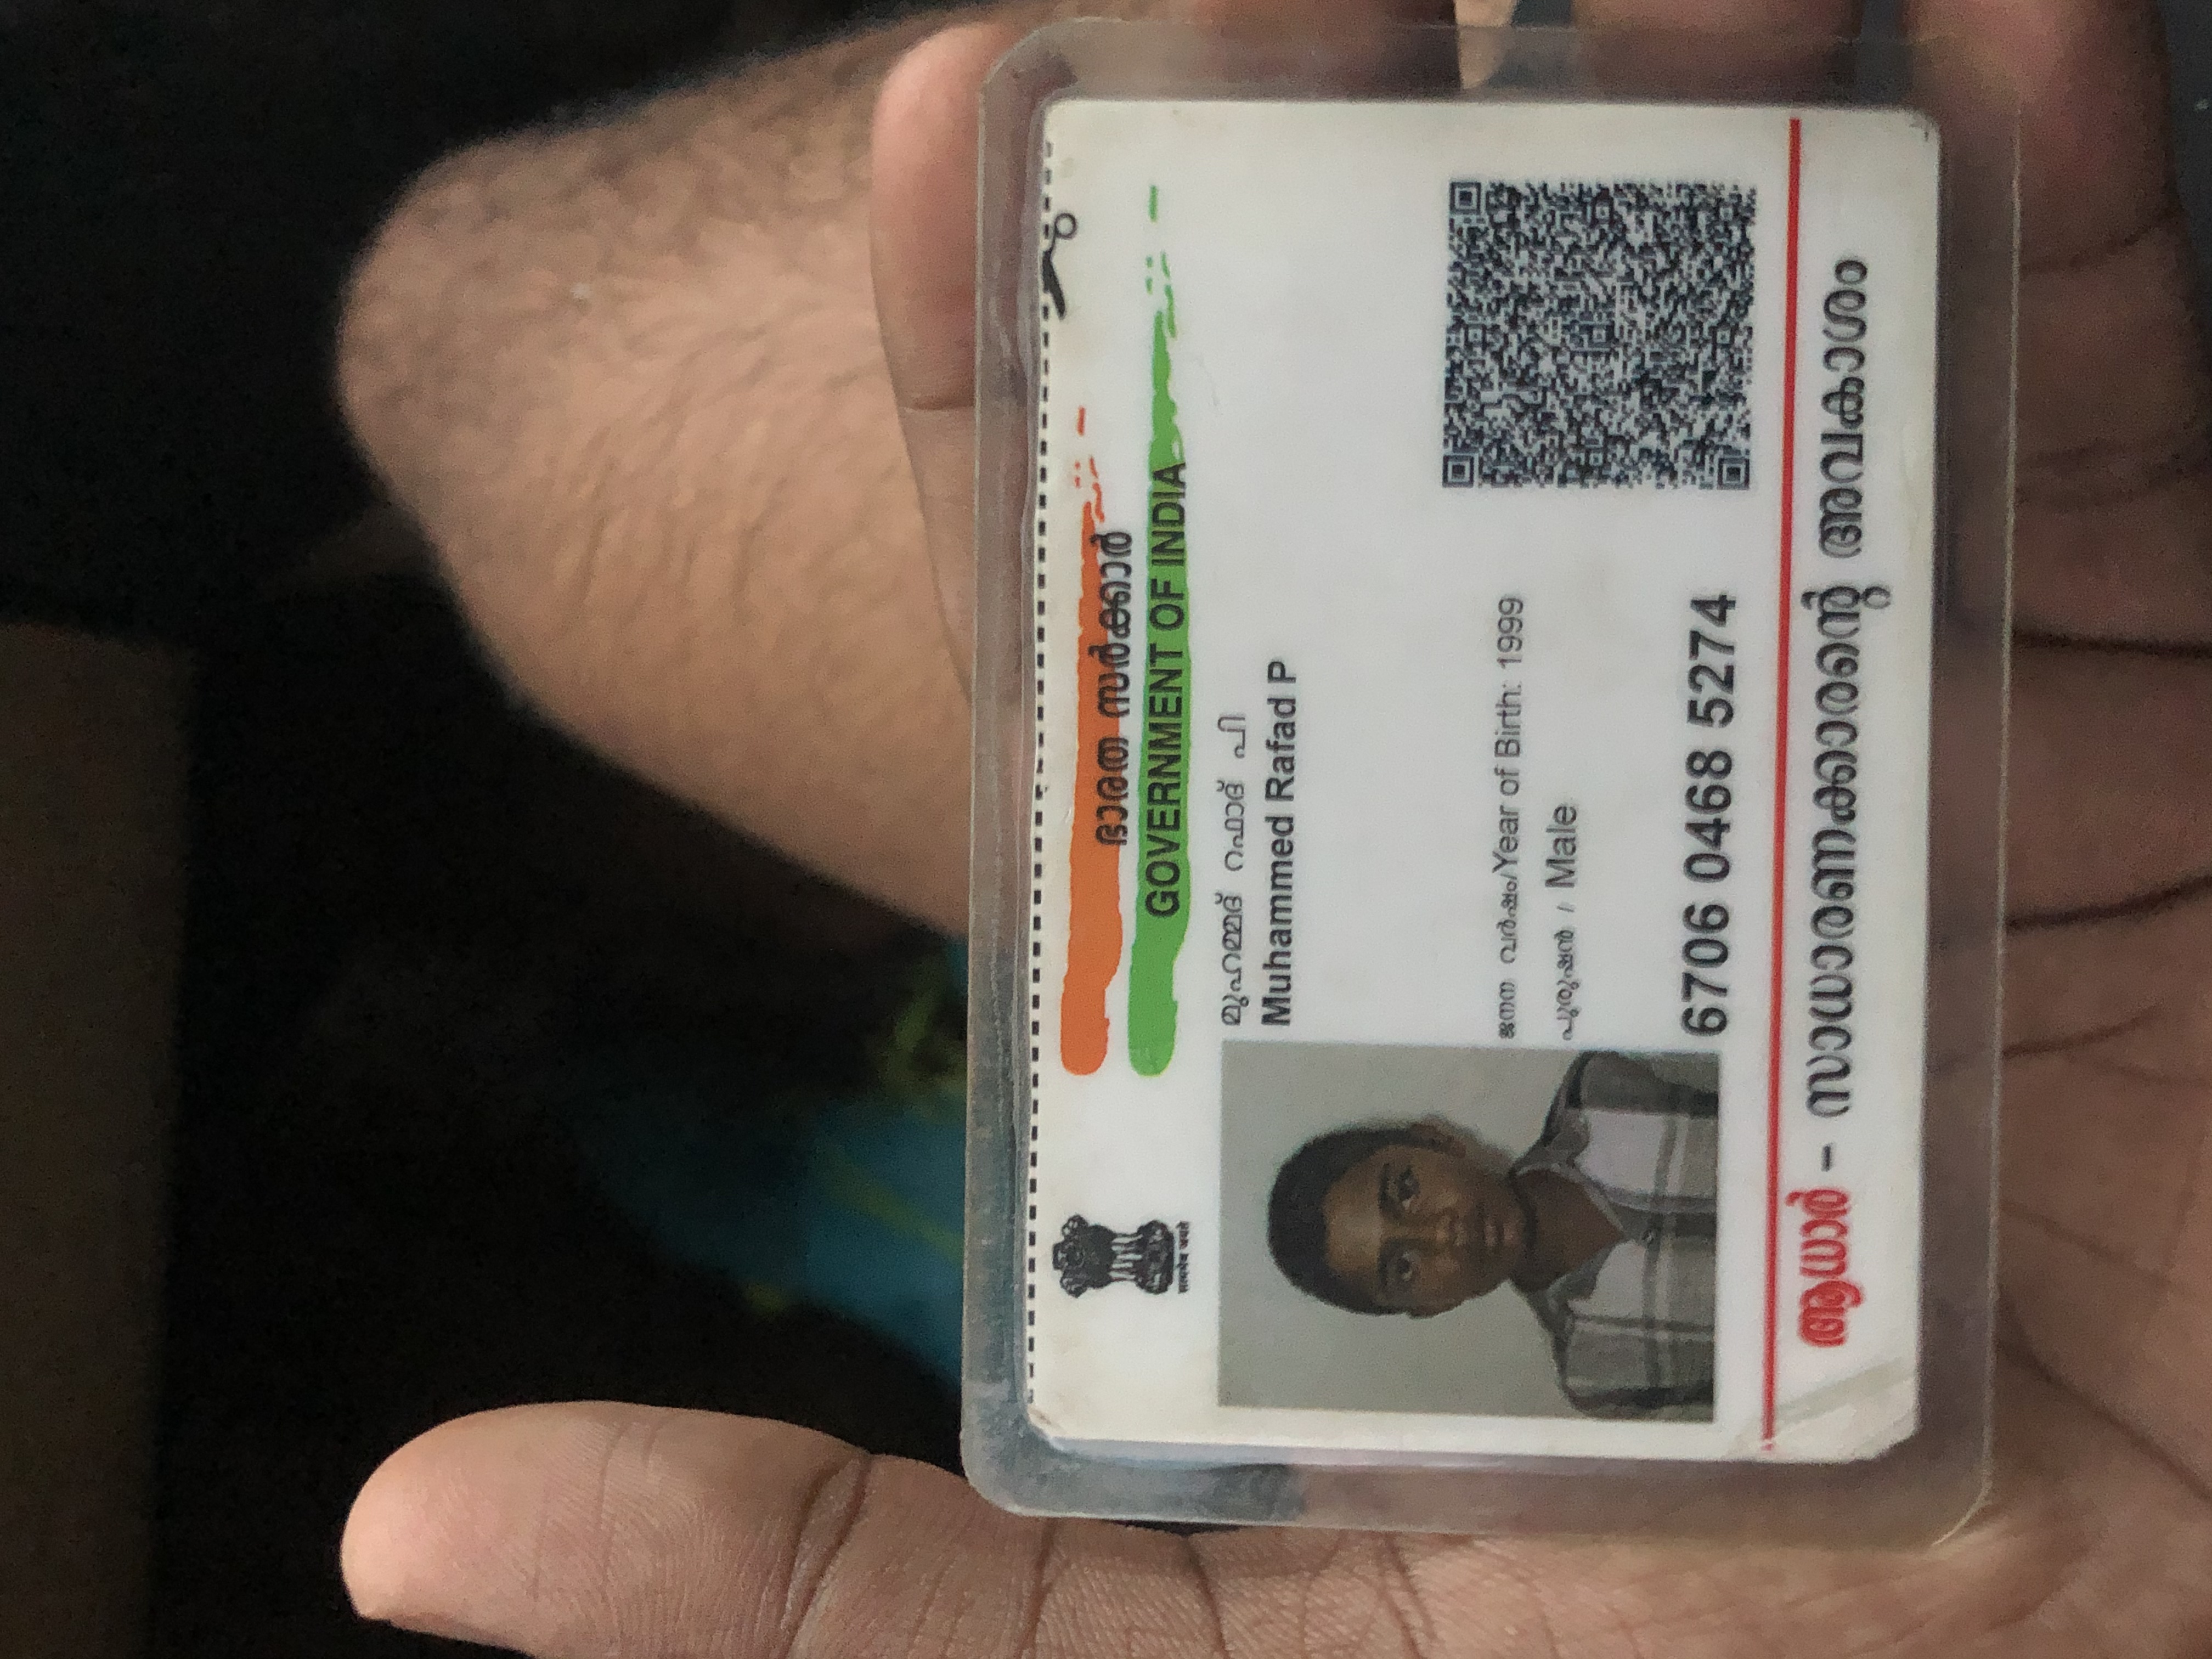 सत्यमेव जयते
ഭാരത സർക്കാർ
GOVERNMENT OF INDIA
മുഹമ്മദ് റഫാദ് പി
Muhammed Rafad P
ജനന വർഷം/Year of Birth: 1999
പുരുഷൻ / Male
6706 0468 5274
ആധാർ – സാധാരണക്കാരന്റെ അവകാശം